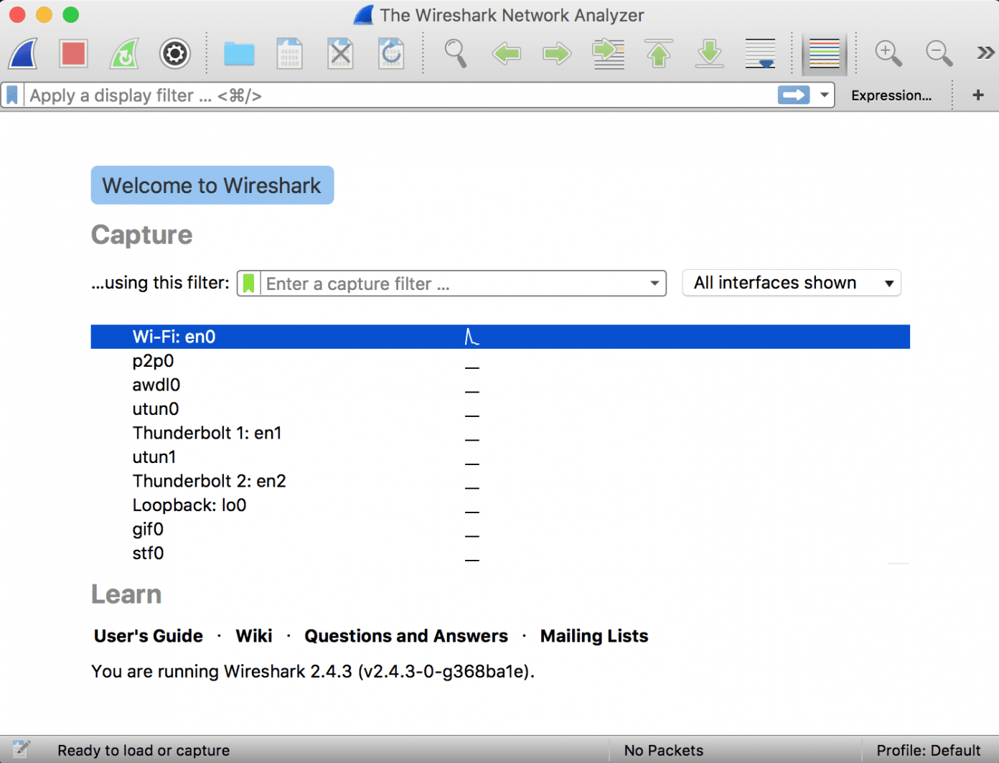 The Wireshark Network Analyzer
Apply a display filter ... <⌘/>
Expression...
+
Welcome to Wireshark
Capture
...using this filter:
Enter a capture filter ...
All interfaces shown
Wi-Fi: en0
p2p0
awdl0
utun0
Thunderbolt 1: en1
utun1
Thunderbolt 2: en2
Loopback: lo0
gif0
stf0
Learn
User's Guide · Wiki · Questions and Answers · Mailing Lists
You are running Wireshark 2.4.3 (v2.4.3-0-g368ba1e).
Ready to load or capture
No Packets
Profile: Default